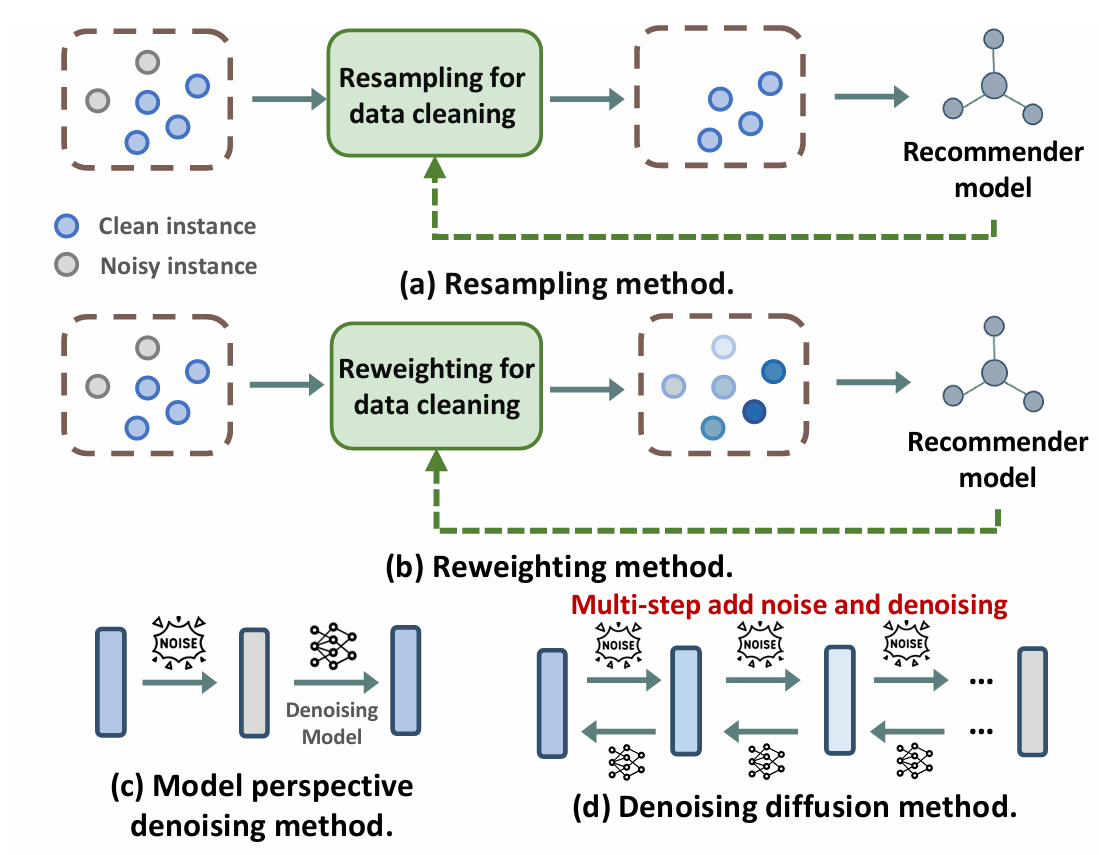 Resampling for
data cleaning
Recommender
model
Clean instance
Noisy instance
(a) Resampling method.
Reweighting for
data cleaning
Recommender
model
(b) Reweighting method.
Multi-step add noise and denoising
NOISE
Denoising
Model
(c) Model perspective
denoising method.
NOISE
NOISE
NOISE
...
...
(d) Denoising diffusion method.